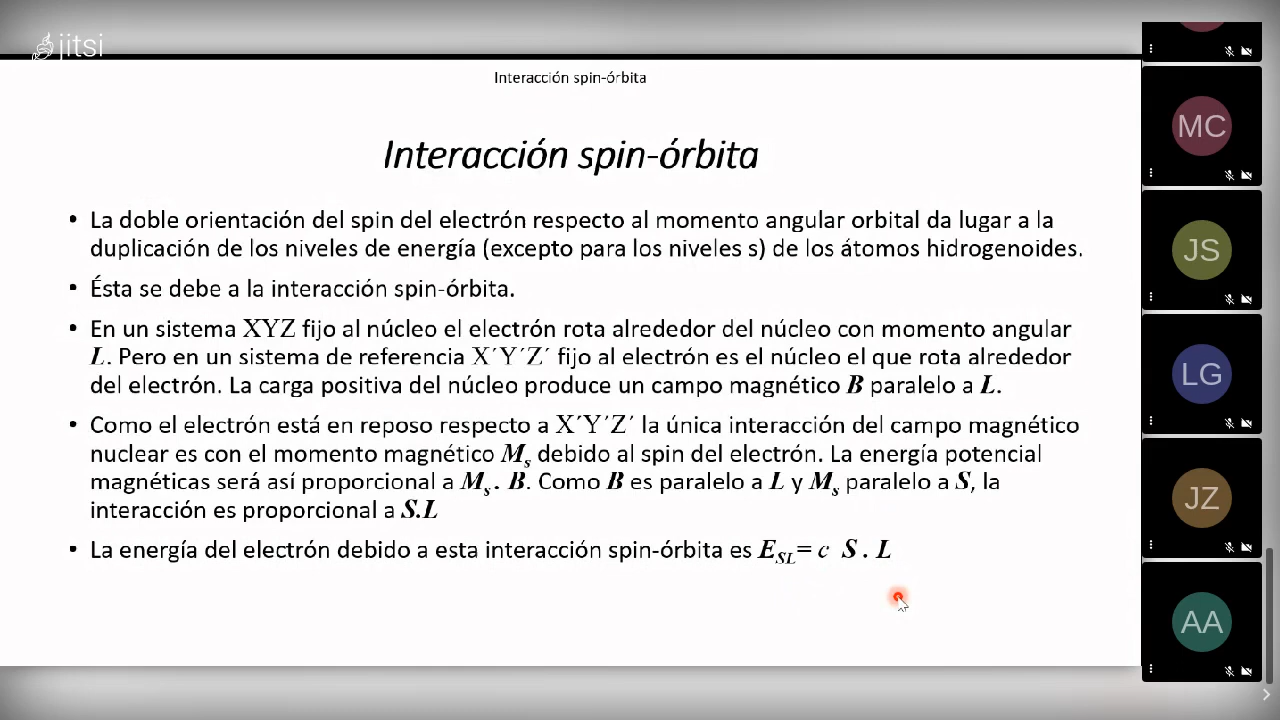 jitsi
Interacción spin-órbita
Interacción spin-órbita
• La doble orientación del spin del electrón respecto al momento angular orbital da lugar a la
duplicación de los niveles de energía (excepto para los niveles s) de los átomos hidrogenoides.
• Ésta se debe a la interacción spin-órbita.
• En un sistema XYZ fijo al núcleo el electrón rota alrededor del núcleo con momento angular
L. Pero en un sistema de referencia X´Y´Z´ fijo al electrón es el núcleo el que rota alrededor
del electrón. La carga positiva del núcleo produce un campo magnético B paralelo a L.
• Como el electrón está en reposo respecto a X´Y´Z´ la única interacción del campo magnético
nuclear es con el momento magnético Ms debido al spin del electrón. La energía potencial
magnéticas será así proporcional a Ms . B. Como B es paralelo a L y Ms paralelo a S, la
interacción es proporcional a S.L
• La energía del electrón debido a esta interacción spin-órbita es ESL= c S . L
MC
JS
LG
JZ
AA